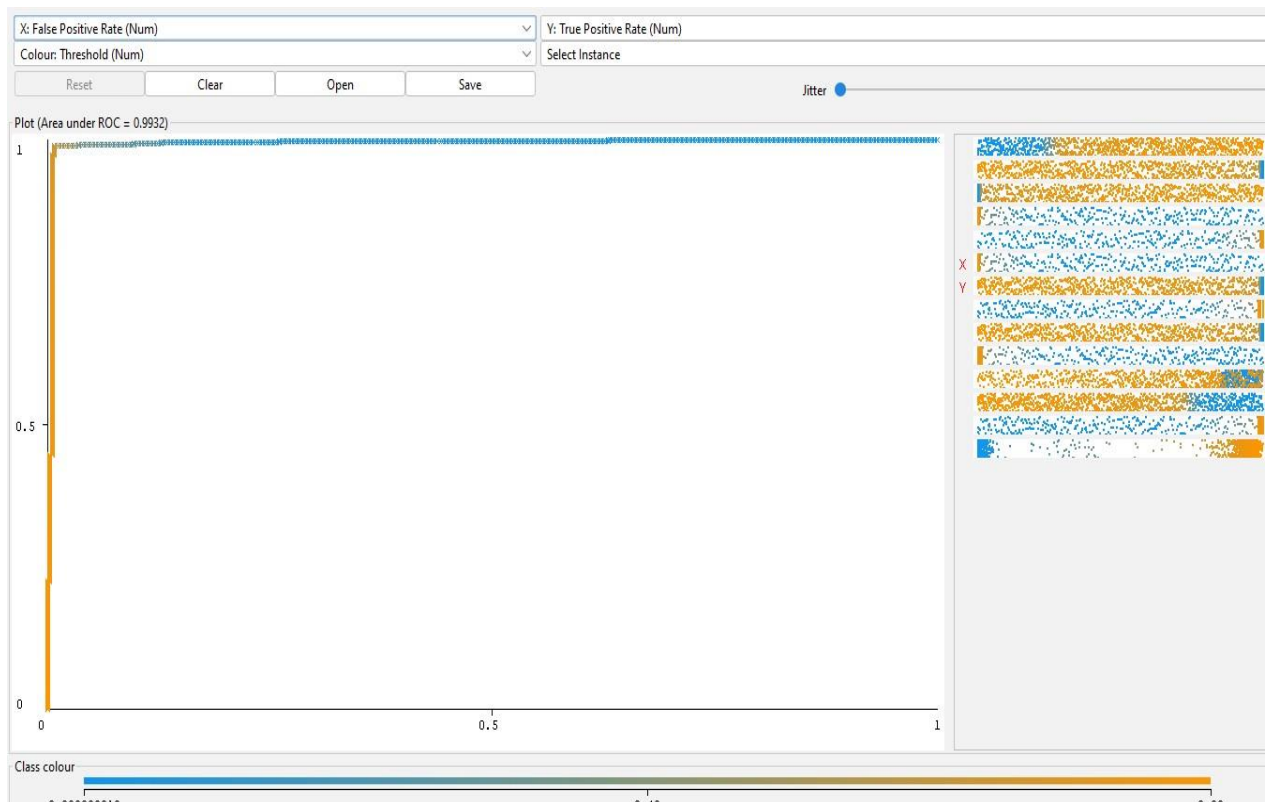 X: False Positive Rate (Num) Y: True Positive Rate (Num)
Colour: Threshold (Num) Select Instance
Reset Clear Open Save Jitter
Plot (Area under ROC = 0.9932)
1
X
Y
0.5
0
0 0.5 1
Class colour